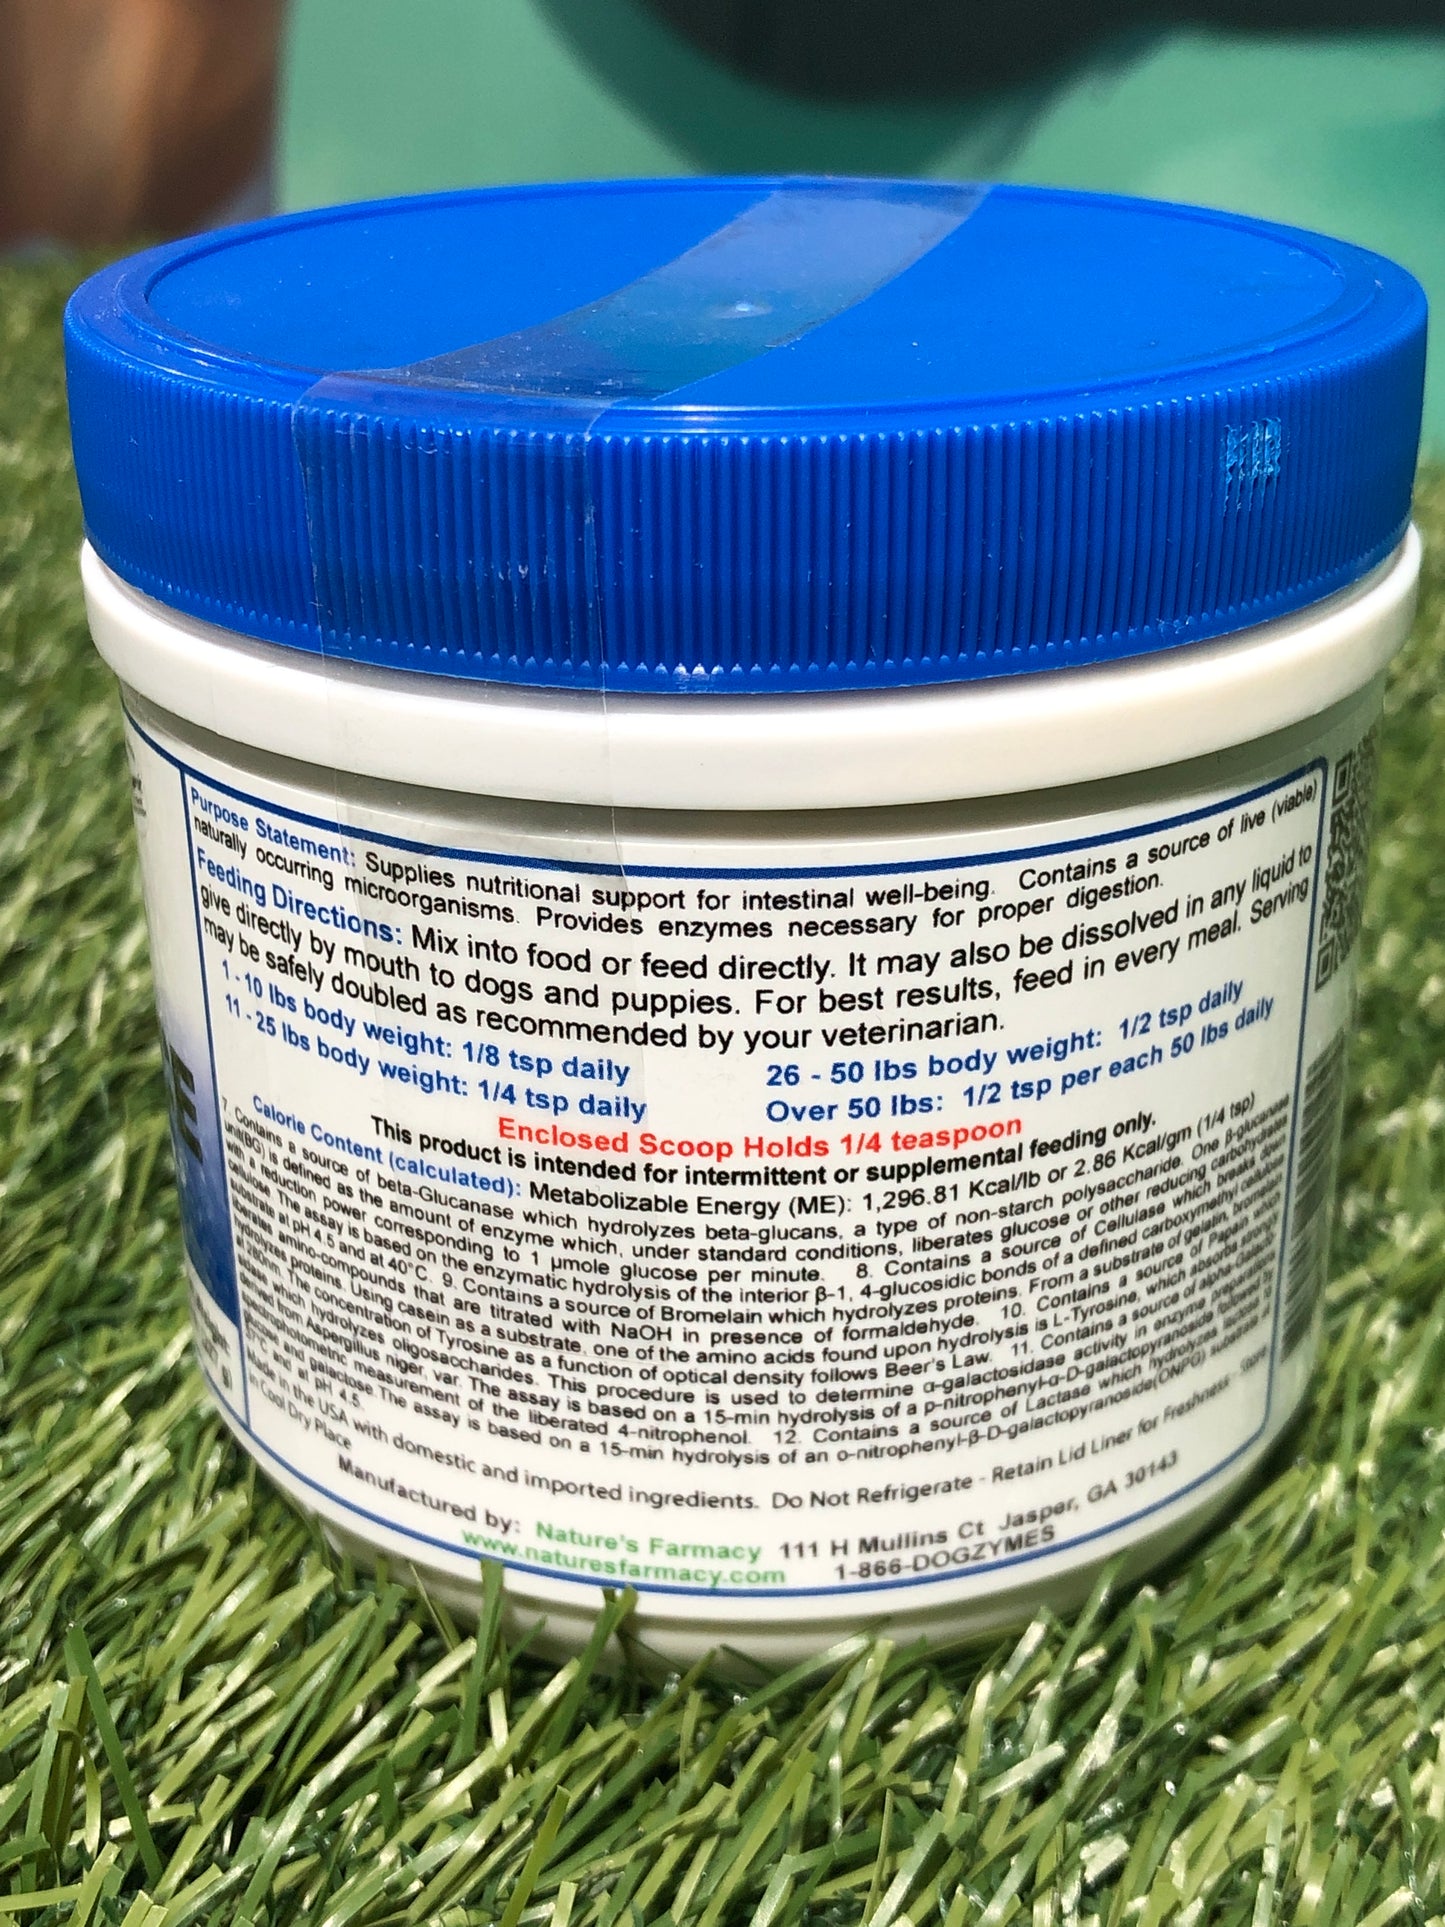 Purpose Statement: Supplies nutritional support for intestinal well-being. Contains a source of live (viable)
naturally occurring microorganisms. Provides enzymes necessary for proper digestion.
Feeding Directions: Mix into food or feed directly. It may also be dissolved in any liquid to
give directly by mouth to dogs and puppies. For best results, feed in every meal. Serving
may be safely doubled as recommended by your veterinarian.
1 - 10 lbs body weight: 1/8 tsp daily
11 - 25 lbs body weight: 1/4 tsp daily
26 - 50 lbs body weight: 1/2 tsp daily
Over 50 lbs: 1/2 tsp per each 50 lbs daily
Enclosed Scoop Holds 1/4 teaspoon
This product is intended for intermittent or supplemental feeding only.
Calorie Content (calculated): Metabolizable Energy (ME): 1,296.81 Kcal/lb or 2.86 Kcal/gm (1/4 tsp)
7. Contains a source of beta-Glucanase which hydrolyzes beta-glucans, a type of non-starch polysaccharide. One β-glucanase
unit(BG) is defined as the amount of enzyme which, under standard conditions, liberates glucose or other reducing carbohydrates
with a reduction power corresponding to 1 µmole glucose per minute. 8. Contains a source of Cellulase which breaks down
cellulose. The assay is based on the enzymatic hydrolysis of the interior β-1, 4-glucosidic bonds of a defined carboxymethyl cellulose
substrate at pH 4.5 and at 40°C. 9. Contains a source of Bromelain which hydrolyzes proteins. From a substrate of gelatin, bromelain
liberates amino-compounds that are titrated with NaOH in presence of formaldehyde. 10. Contains a source of Papain which
hydrolyzes proteins. Using casein as a substrate, one of the amino acids found upon hydrolysis is L-Tyrosine, which absorbs strongly
at 280nm. The concentration of Tyrosine as a function of optical density follows Beer's Law. 11. Contains a source of alpha-Galacto
sidase which hydrolyzes oligosaccharides. This procedure is used to determine α-galactosidase activity in enzyme preparations
derived from Aspergillus niger, var. The assay is based on a 15-min hydrolysis of a p-nitrophenyl-α-D-galactopyranoside followed by
spectrophotometric measurement of the liberated 4-nitrophenol. 12. Contains a source of Lactase which hydrolyzes lactose to
glucose and galactose The assay is based on a 15-min hydrolysis of an o-nitrophenyl-β-D-galactopyranoside(ONPG) substrate at
37°C and at pH 4.5.
Made in the USA with domestic and imported ingredients. Do Not Refrigerate - Retain Lid Liner for Freshness - Store
in Cool Dry Place
Manufactured by: Nature's Farmacy 111 H Mullins Ct Jasper, GA 30143
www.naturesfarmacy.com 1-866-DOGZYMES